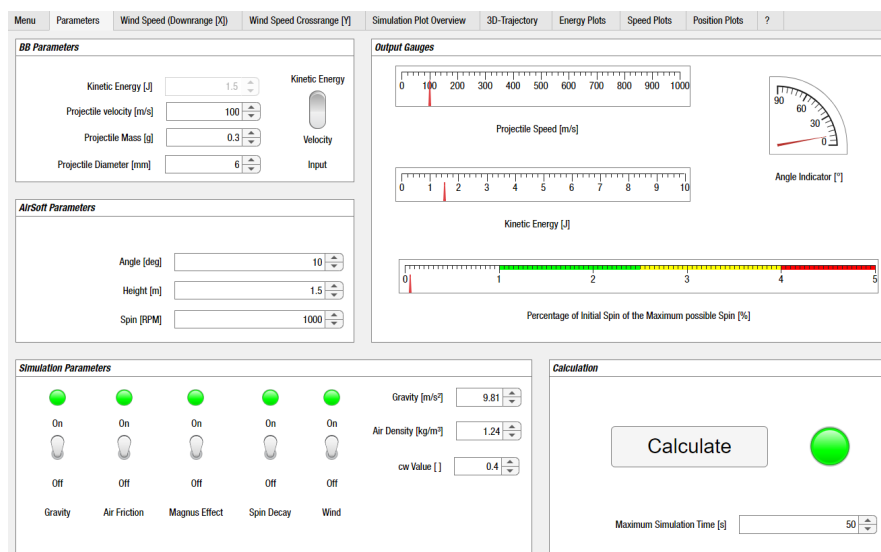 Menu Parameters Wind Speed (Downrange [X]) Wind Speed Crossrange [Y] Simulation Plot Overview 3D-Trajectory Energy Plots Speed Plots Position Plots ?
BB Parameters
Kinetic Energy [J] 1.5
Projectile velocity [m/s] 100
Projectile Mass [g] 0.3
Projectile Diameter [mm] 6
Kinetic Energy
Velocity
Input
AirSoft Parameters
Angle [deg] 10
Height [m] 1.5
Spin [RPM] 1000
Output Gauges
0 100 200 300 400 500 600 700 800 900 1000
Projectile Speed [m/s]
0 1 2 3 4 5 6 7 8 9 10
Kinetic Energy [J]
90 60 30 0
Angle Indicator [°]
0 1 2 3 4 5
Percentage of Initial Spin of the Maximum possible Spin [%]
Simulation Parameters
On On On On On
Off Off Off Off Off
Gravity Air Friction Magnus Effect Spin Decay Wind
Gravity [m/s²] 9.81
Air Density [kg/m³] 1.24
cw Value [ ] 0.4
Calculation
Calculate
Maximum Simulation Time [s] 50